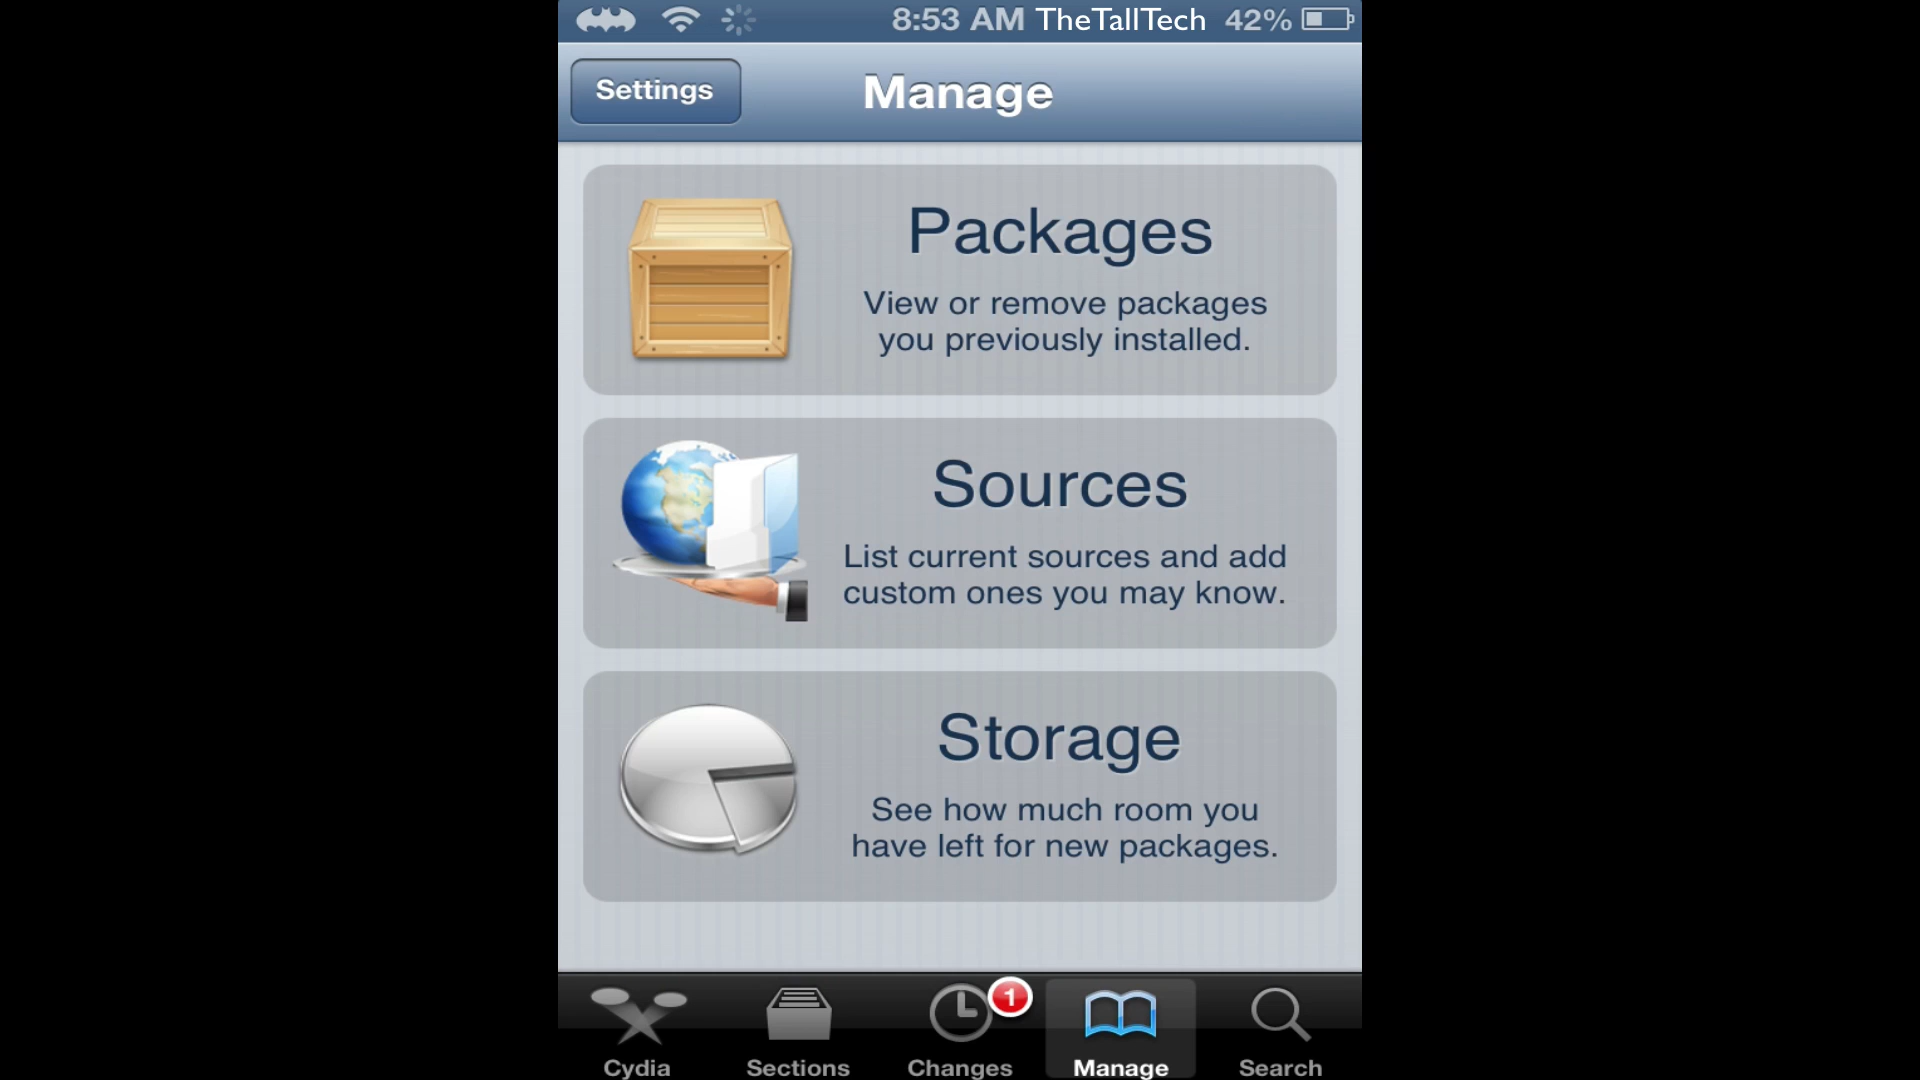 8:53 AM TheTallTech 42%
Settings
Manage
Packages
View or remove packages
you previously installed.
Sources
List current sources and add
custom ones you may know.
Storage
See how much room you
have left for new packages.
1
Cydia Sections Changes Manage Search